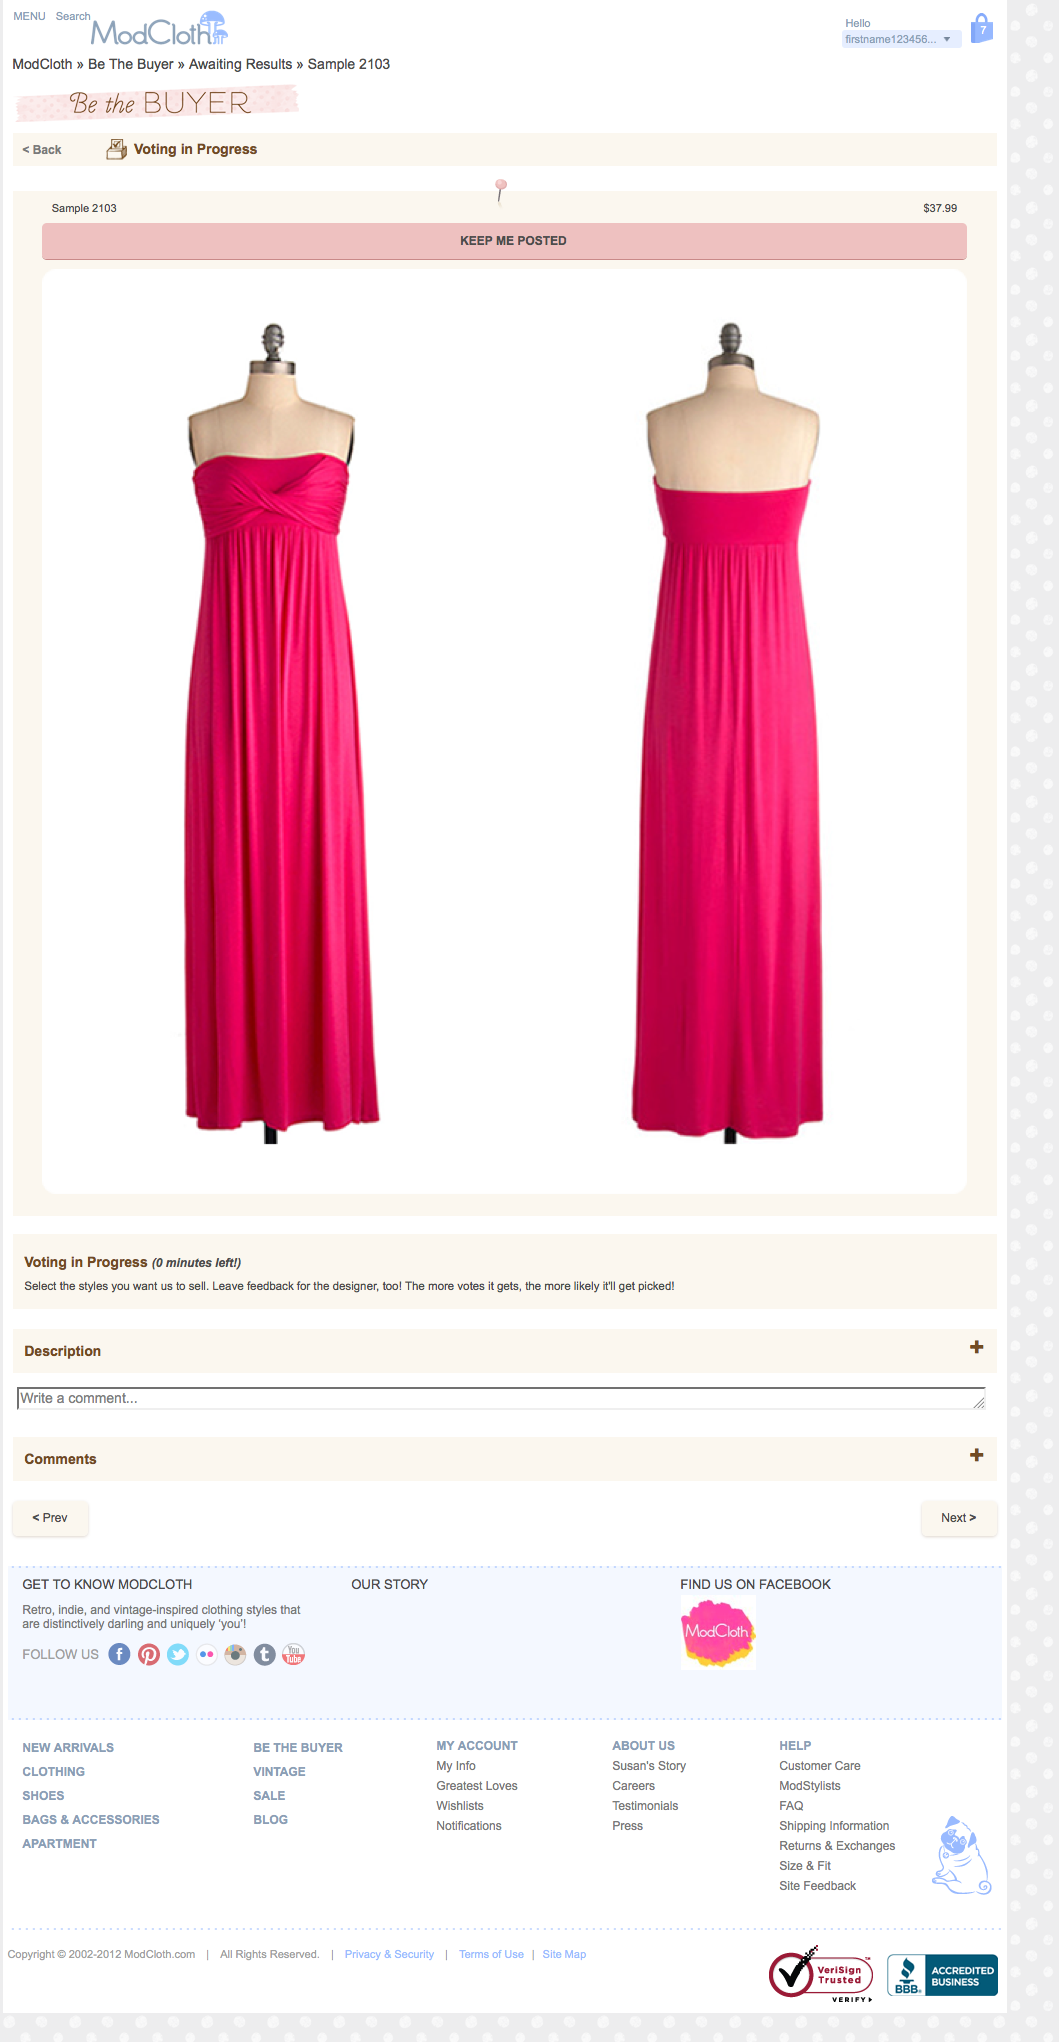 MENU Search ModCloth
Hello
firstname123456...
7
ModCloth » Be The Buyer » Awaiting Results » Sample 2103
Be the BUYER
< Back Voting in Progress
Sample 2103 $37.99
KEEP ME POSTED
Voting in Progress (0 minutes left!)
Select the styles you want us to sell. Leave feedback for the designer, too! The more votes it gets, the more likely it'll get picked!
Description
Write a comment...
Comments
< Prev Next >
GET TO KNOW MODCLOTH
Retro, indie, and vintage-inspired clothing styles that
are distinctively darling and uniquely 'you'!
FOLLOW US f t You Tube
OUR STORY
FIND US ON FACEBOOK
ModCloth
NEW ARRIVALS
CLOTHING
SHOES
BAGS & ACCESSORIES
APARTMENT
BE THE BUYER
VINTAGE
SALE
BLOG
MY ACCOUNT
My Info
Greatest Loves
Wishlists
Notifications
ABOUT US
Susan's Story
Careers
Testimonials
Press
HELP
Customer Care
ModStylists
FAQ
Shipping Information
Returns & Exchanges
Size & Fit
Site Feedback
Copyright © 2002-2012 ModCloth.com | All Rights Reserved. | Privacy & Security | Terms of Use | Site Map
VeriSign
Trusted
VERIFY
BBB.
ACCREDITED
BUSINESS